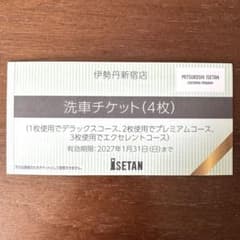 伊勢丹新宿店
MITSUKOSHI ISETAN
洗車チケット(4枚)
(1枚使用でデラックスコース、2枚使用でプレミアムコース、
3枚使用でエクセレントコース)
有効期限:2027年1月31日(日)まで
ISETAN